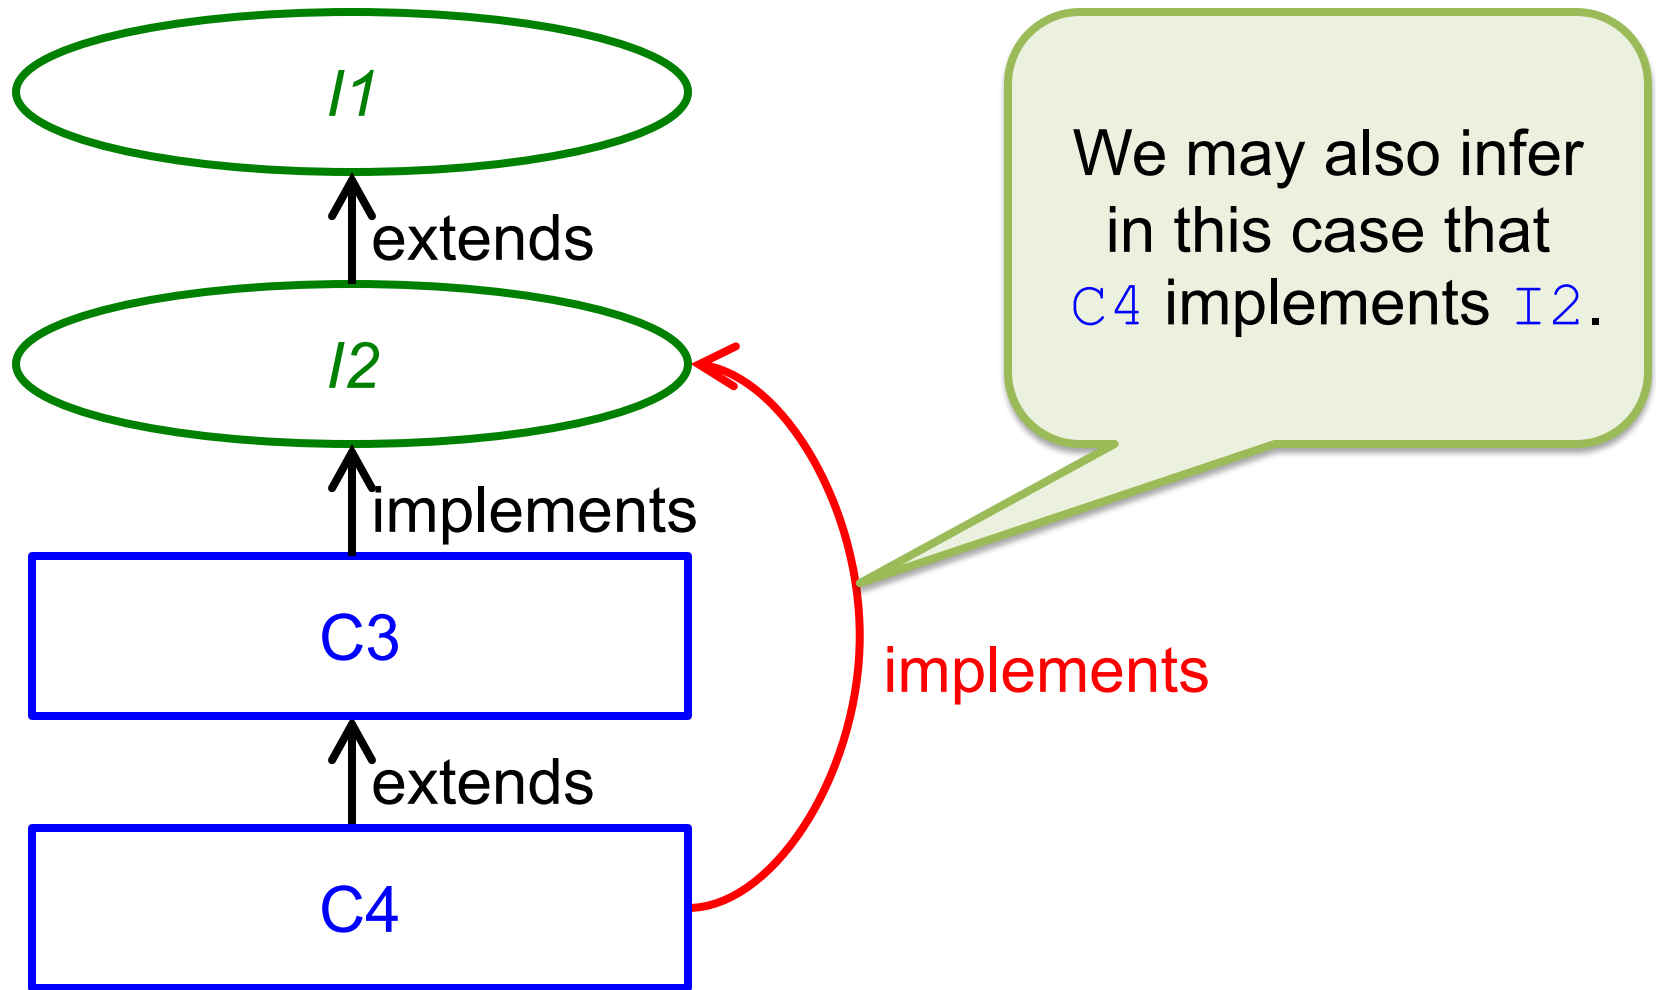 I1
extends
I2
implements
C3
extends
C4
implements
We may also infer
in this case that
C4 implements I2.